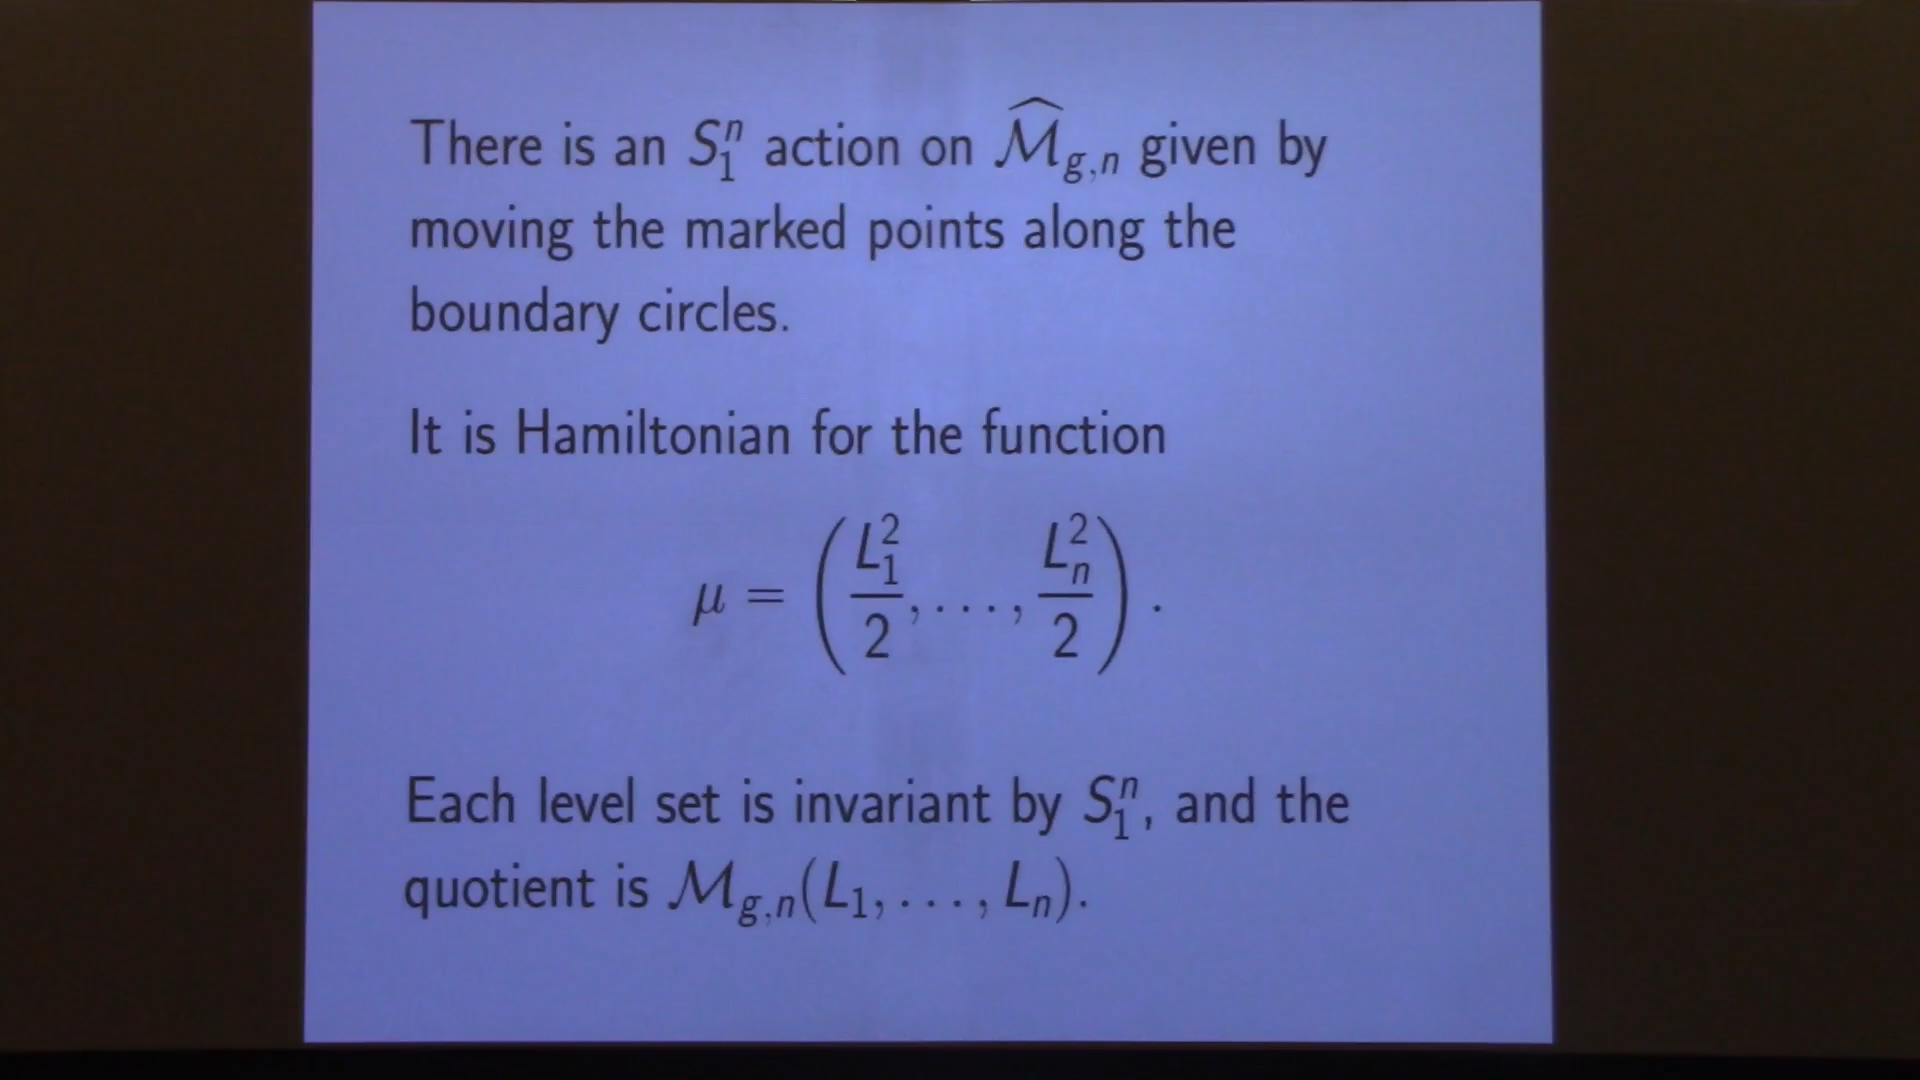 There is an $S_1^n$ action on $\widehat{\mathcal{M}}_{g,n}$ given by
moving the marked points along the
boundary circles.
It is Hamiltonian for the function
$\mu = \left( \frac{L_1^2}{2}, \ldots, \frac{L_n^2}{2} \right).$
Each level set is invariant by $S_1^n$, and the
quotient is $\mathcal{M}_{g,n}(L_1, \ldots, L_n)$.